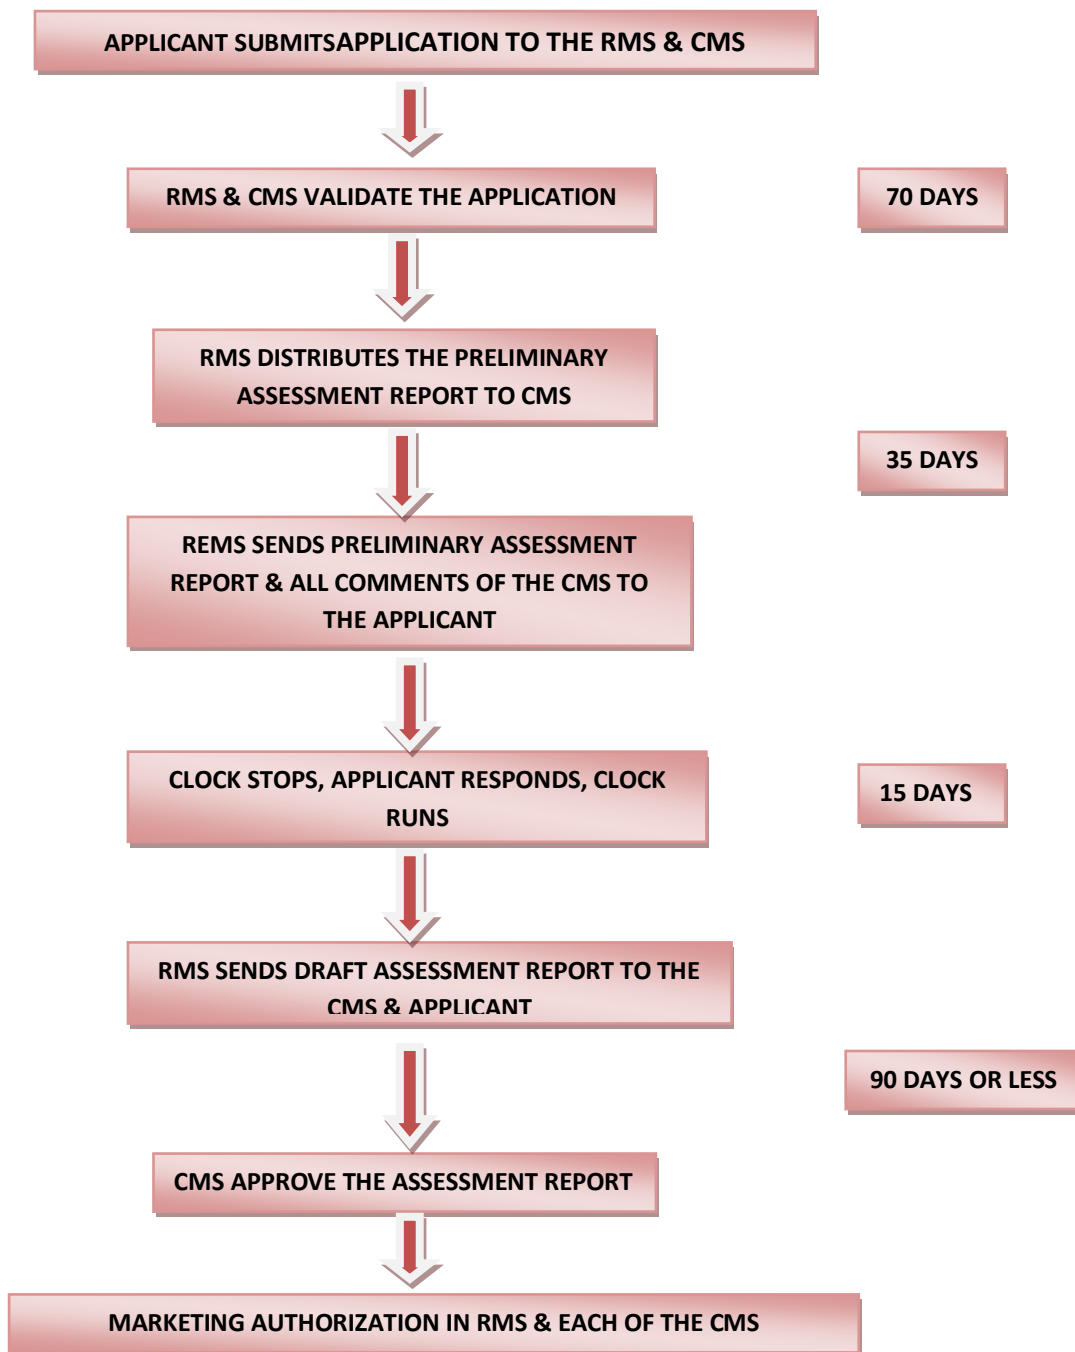 APPLICANT SUBMITSAPPLICATION TO THE RMS & CMS
RMS & CMS VALIDATE THE APPLICATION
70 DAYS
RMS DISTRIBUTES THE PRELIMINARY
ASSESSMENT REPORT TO CMS
35 DAYS
REMS SENDS PRELIMINARY ASSESSMENT
REPORT & ALL COMMENTS OF THE CMS TO
THE APPLICANT
CLOCK STOPS, APPLICANT RESPONDS, CLOCK
RUNS
15 DAYS
RMS SENDS DRAFT ASSESSMENT REPORT TO THE
CMS & APPLICANT
90 DAYS OR LESS
CMS APPROVE THE ASSESSMENT REPORT
MARKETING AUTHORIZATION IN RMS & EACH OF THE CMS